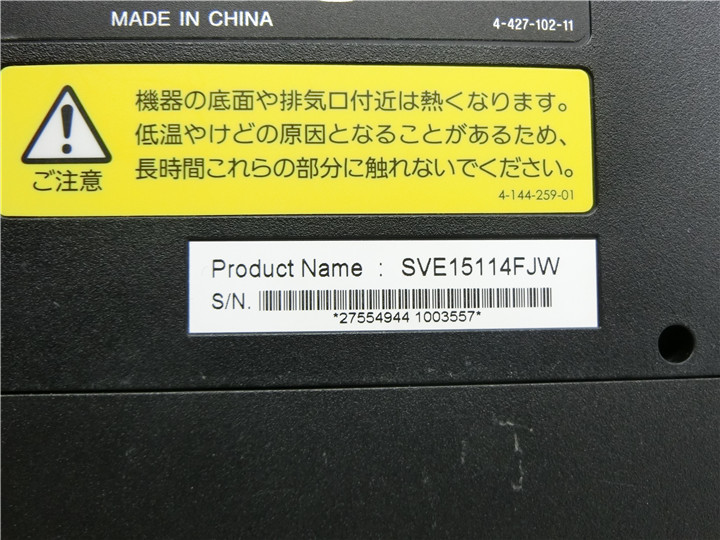 MADE IN CHINA
4-427-102-11
機器の底面や排気口付近は熱くなります。
低温やけどの原因となることがあるため、
長時間これらの部分に触れないでください。
ご注意
4-144-259-01
Product Name : SVE15114FJW
S/N.
*27554944 1003557*